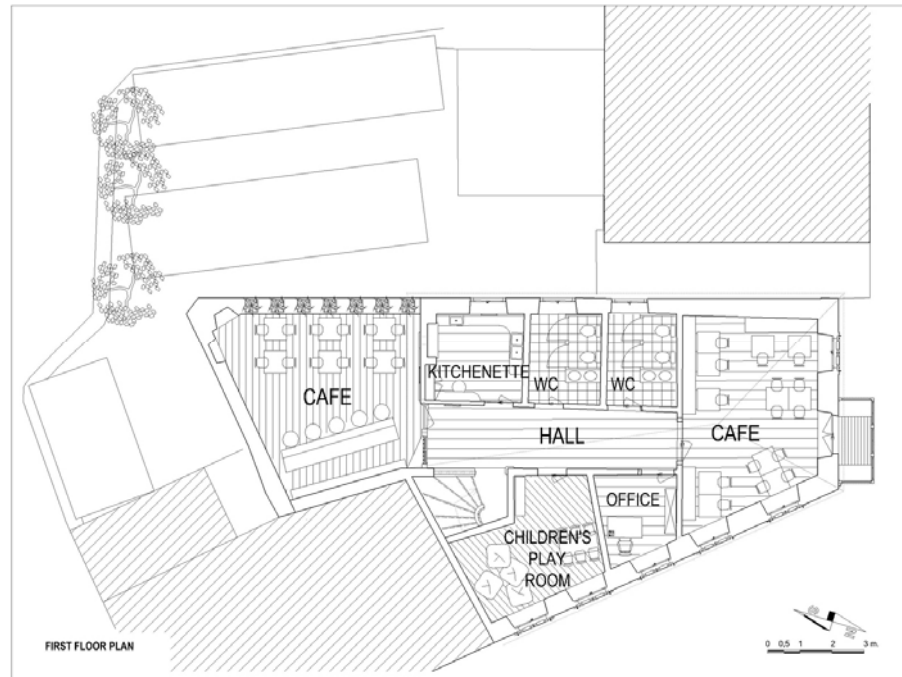 KITCHENETTE
WC
WC
CAFE
HALL
CAFE
OFFICE
CHILDREN'S
PLAY
ROOM
FIRST FLOOR PLAN
0 0,5 1 2 3 m.